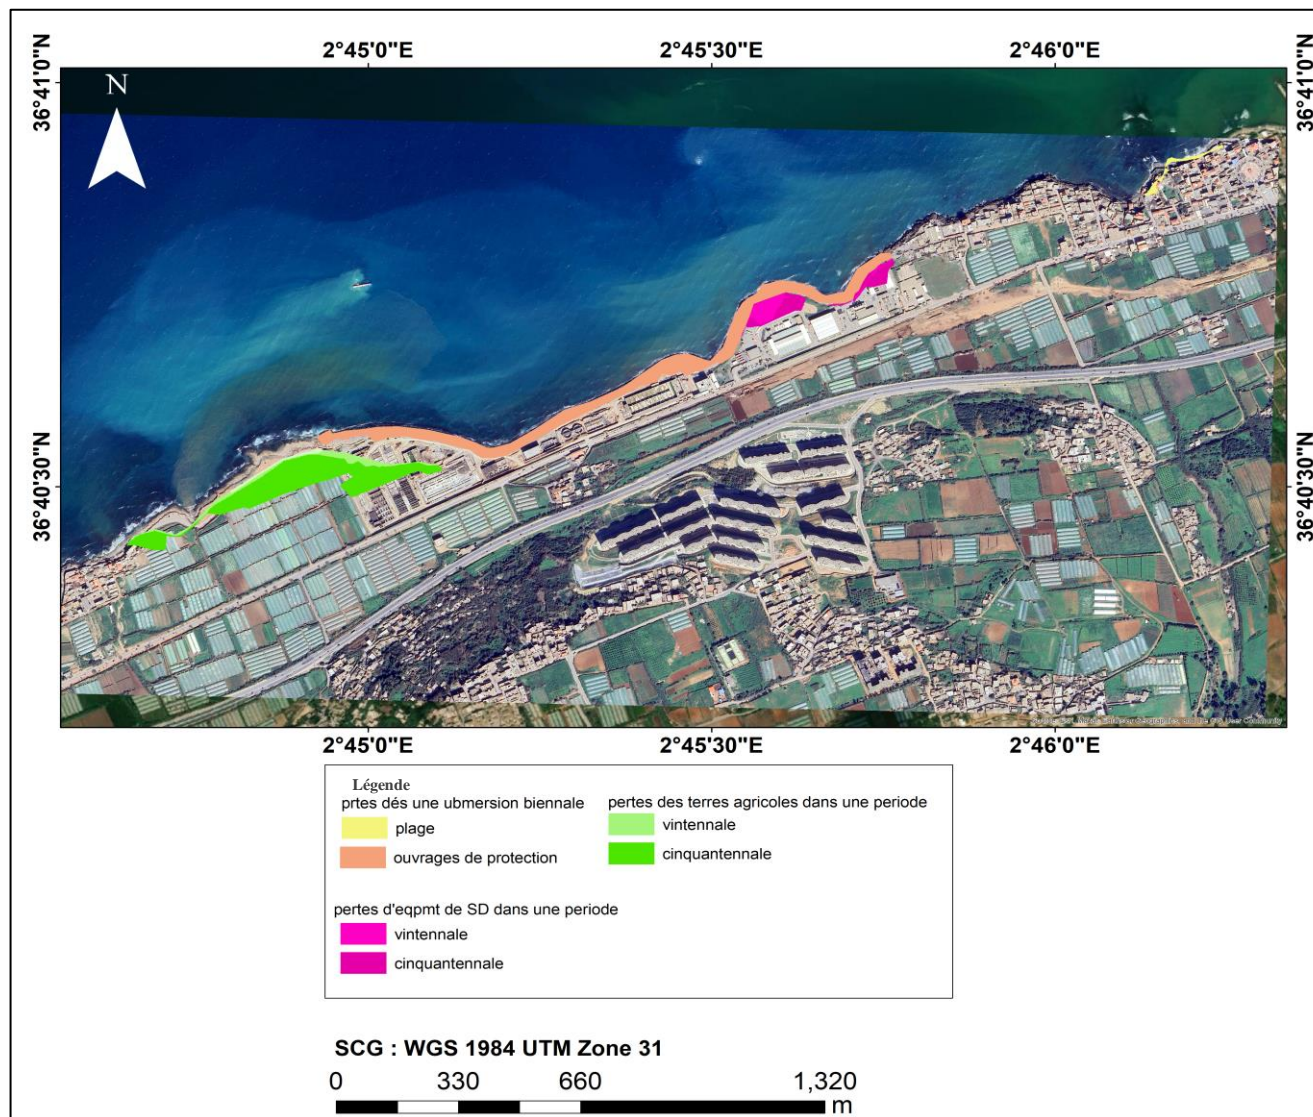 2°45'0"E 2°45'30"E 2°46'0"E
36°41'0"N 36°41'0"N
N
36°40'30"N 36°40'30"N
User Community
2°45'0"E 2°45'30"E 2°46'0"E
Légende
prtes dés une ubmersion biennale
plage
ouvrages de protection
pertes des terres agricoles dans une periode
vintennale
cinquantennale
pertes d'eqpmt de SD dans une periode
vintennale
cinquantennale
SCG : WGS 1984 UTM Zone 31
0 330 660 1,320
m